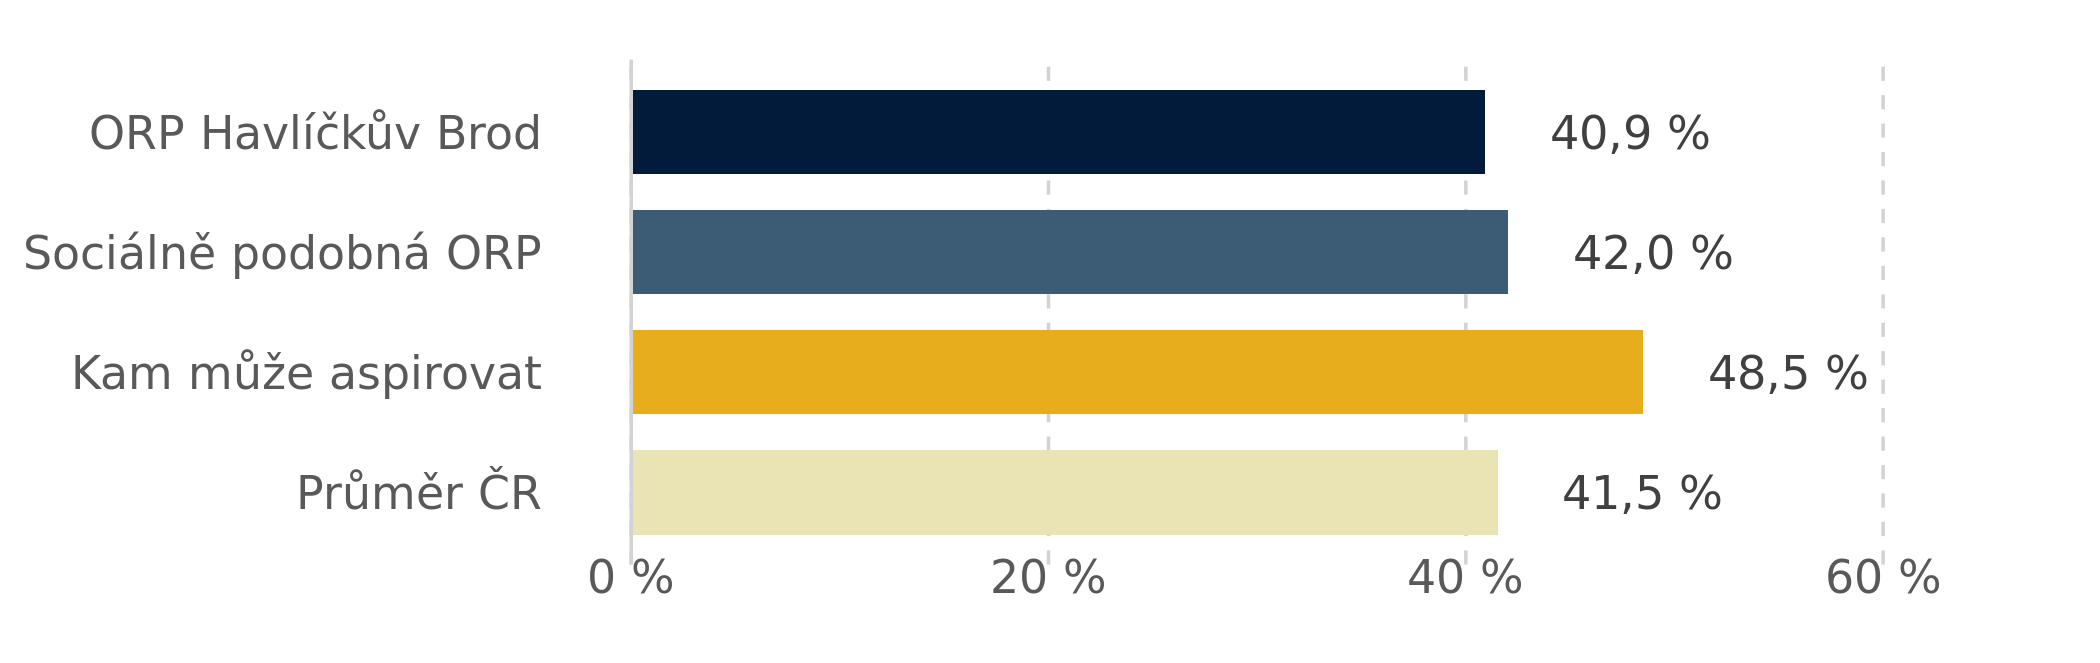 ORP Havlíčkův Brod 40,9 %
Sociálně podobná ORP 42,0 %
Kam může aspirovat 48,5 %
Průměr ČR 41,5 %
0 % 20 % 40 % 60 %